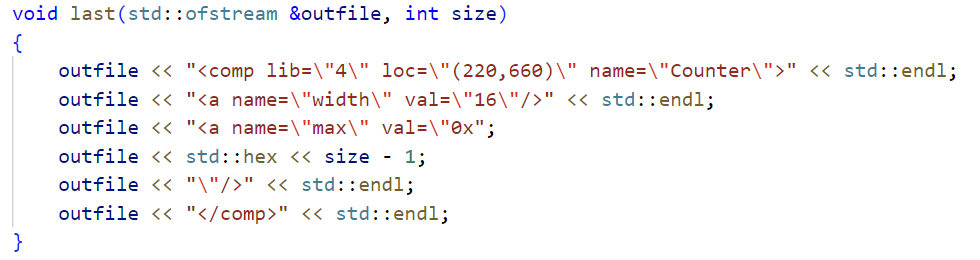 void last(std::ofstream &outfile, int size)
{
    outfile << "<comp lib=\"4\" loc=\"(220,660)\" name=\"Counter\">" << std::endl;
    outfile << "<a name=\"width\" val=\"16\"/>" << std::endl;
    outfile << "<a name=\"max\" val=\"0x";
    outfile << std::hex << size - 1;
    outfile << "\"/>" << std::endl;
    outfile << "</comp>" << std::endl;
}